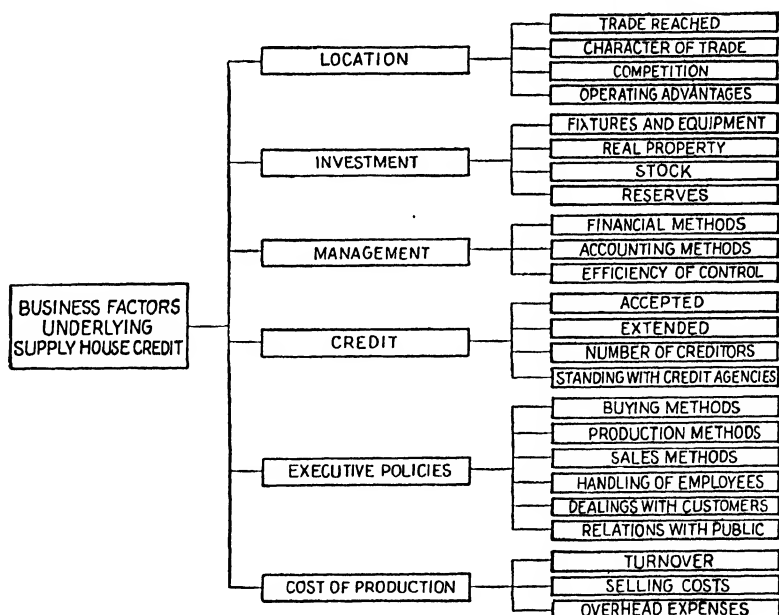 BUSINESS FACTORS
UNDERLYING
SUPPLY HOUSE CREDIT
LOCATION
TRADE REACHED
CHARACTER OF TRADE
COMPETITION
OPERATING ADVANTAGES
INVESTMENT
FIXTURES AND EQUIPMENT
REAL PROPERTY
STOCK
RESERVES
MANAGEMENT
FINANCIAL METHODS
ACCOUNTING METHODS
EFFICIENCY OF CONTROL
CREDIT
ACCEPTED
EXTENDED
NUMBER OF CREDITORS
STANDING WITH CREDIT AGENCIES
EXECUTIVE POLICIES
BUYING METHODS
PRODUCTION METHODS
SALES METHODS
HANDLING OF EMPLOYEES
DEALINGS WITH CUSTOMERS
RELATIONS WITH PUBLIC
COST OF PRODUCTION
TURNOVER
SELLING COSTS
OVERHEAD EXPENSES